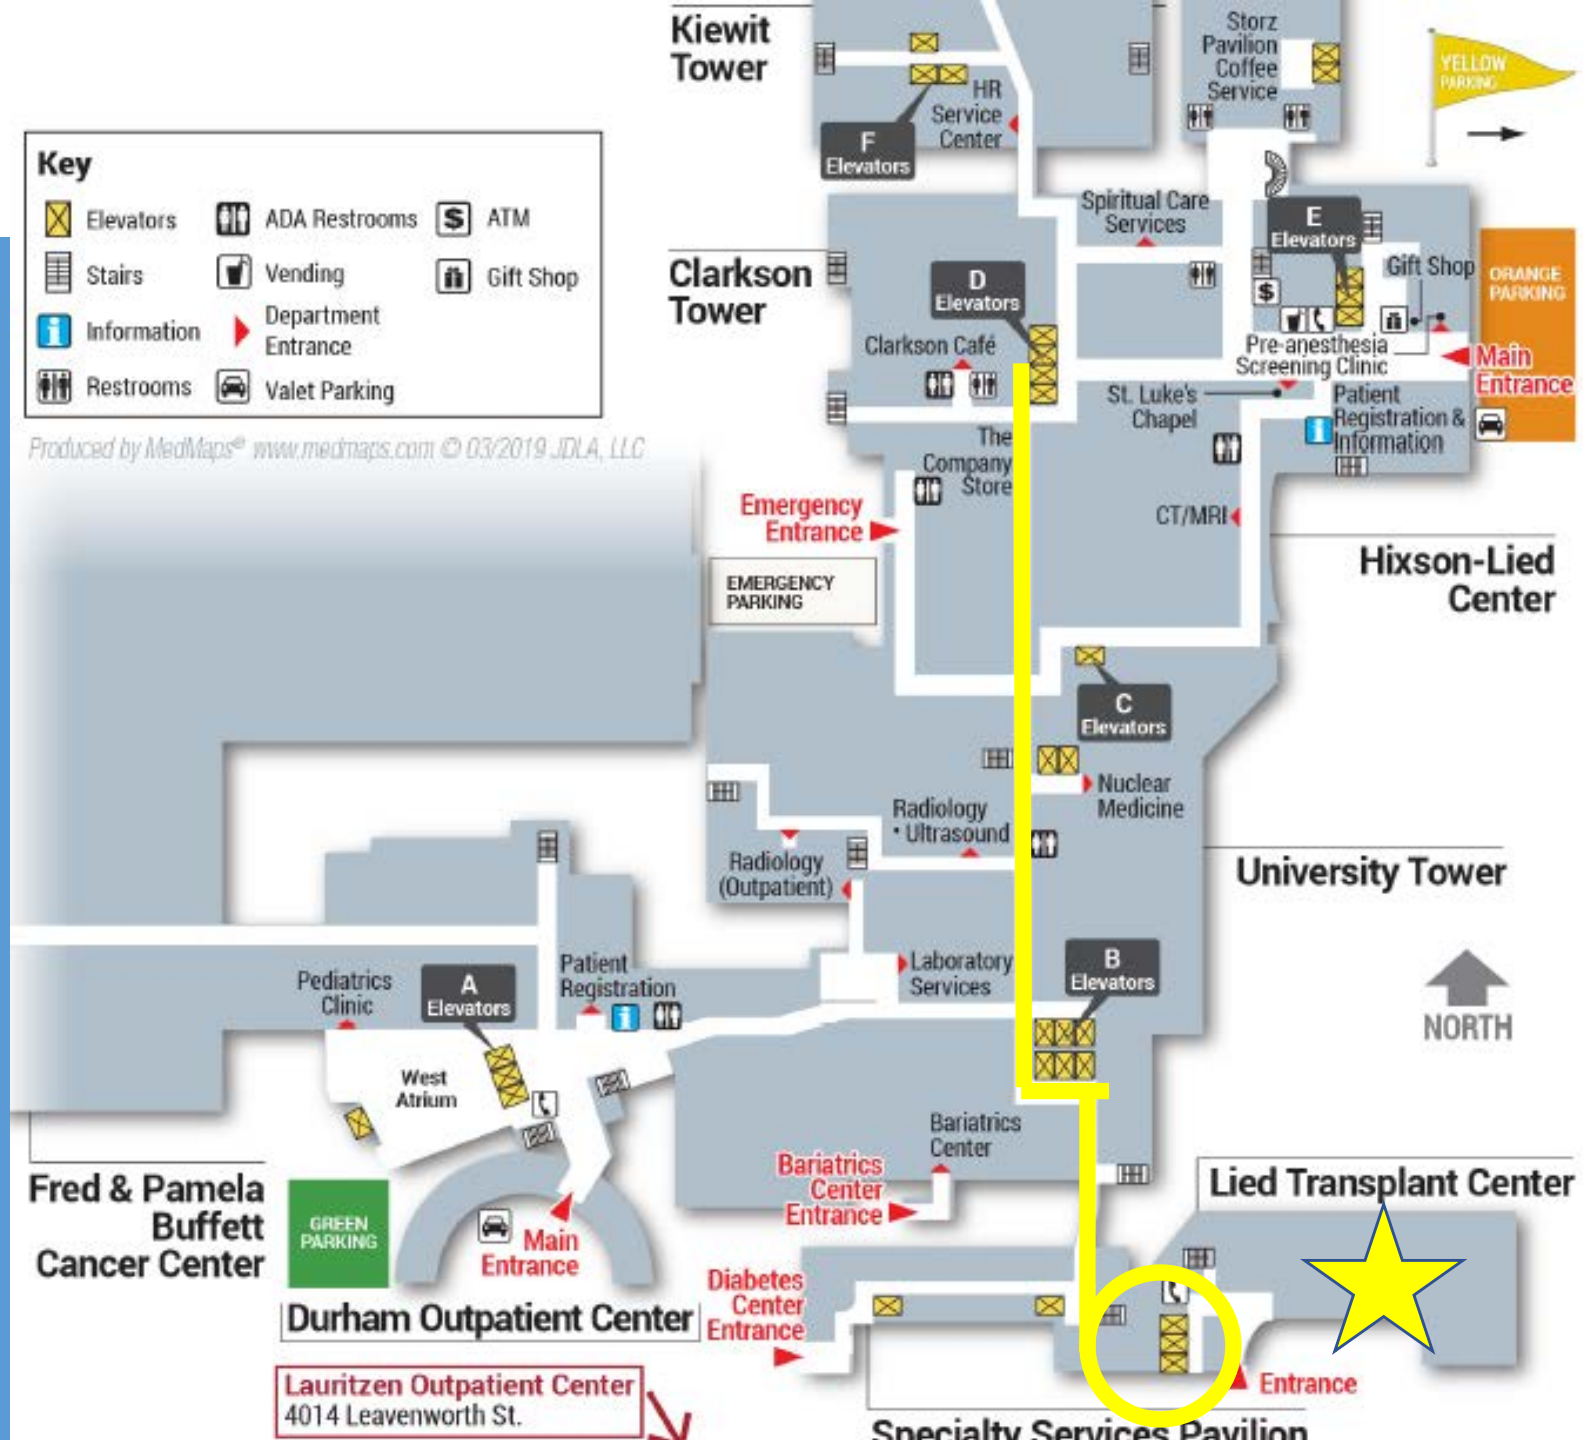 Kiewit
Tower
Storz
Pavilion
Coffee
Service
YELLOW
PARKING
HR
Service
Center
F
Elevators
Key
Elevators
ADA Restrooms
$
ATM
Stairs
Vending
Gift Shop
i
Information
Department
Entrance
Restrooms
Valet Parking
Produced by MedMaps® www.medmaps.com © 03/2019 JDLA, LLC
Spiritual Care
Services
E
Elevators
Clarkson
Tower
D
Elevators
$
Gift Shop
ORANGE
PARKING
Clarkson Café
Pre-anesthesia
Screening Clinic
Main
Entrance
St. Luke's
Chapel
Patient
Registration &
Information
i
The
Company
Store
Emergency
Entrance
CT/MRI
EMERGENCY
PARKING
Hixson-Lied
Center
C
Elevators
Nuclear
Medicine
Radiology
• Ultrasound
Radiology
(Outpatient)
University Tower
Laboratory
Services
B
Elevators
Pediatrics
Clinic
A
Elevators
Patient
Registration
i
NORTH
West
Atrium
Bariatrics
Center
Bariatrics
Center
Entrance
Lied Transplant Center
Fred & Pamela
Buffett
Cancer Center
GREEN
PARKING
Main
Entrance
Durham Outpatient Center
Diabetes
Center
Entrance
Entrance
Lauritzen Outpatient Center
4014 Leavenworth St.
Specialty Services Pavilion